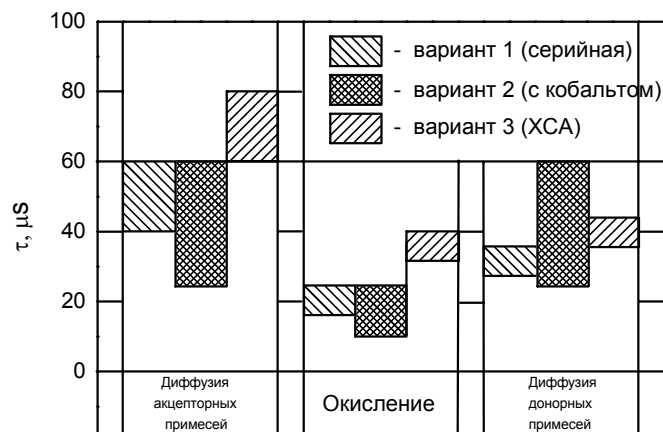 100
80
60
40
20
0
τ, μs
- вариант 1 (серийная)
- вариант 2 (с кобальтом)
- вариант 3 (ХСА)
Диффузия
акцепторных
примесей
Окисление
Диффузия
донорных
примесей